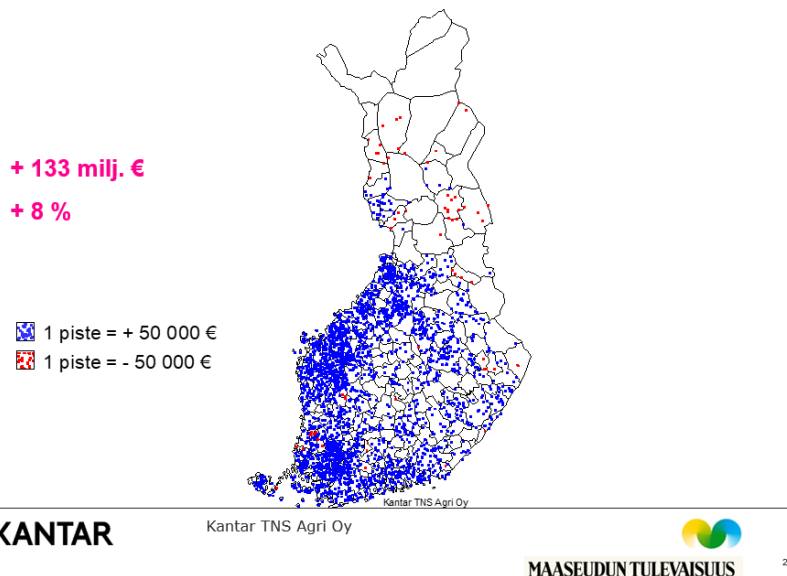 + 133 milj. €
+ 8 %
1 piste = + 50 000 €
1 piste = - 50 000 €
Kantar TNS Agri Oy
KANTAR
Kantar TNS Agri Oy
MAASEUDUN TULEVAISUUS
2